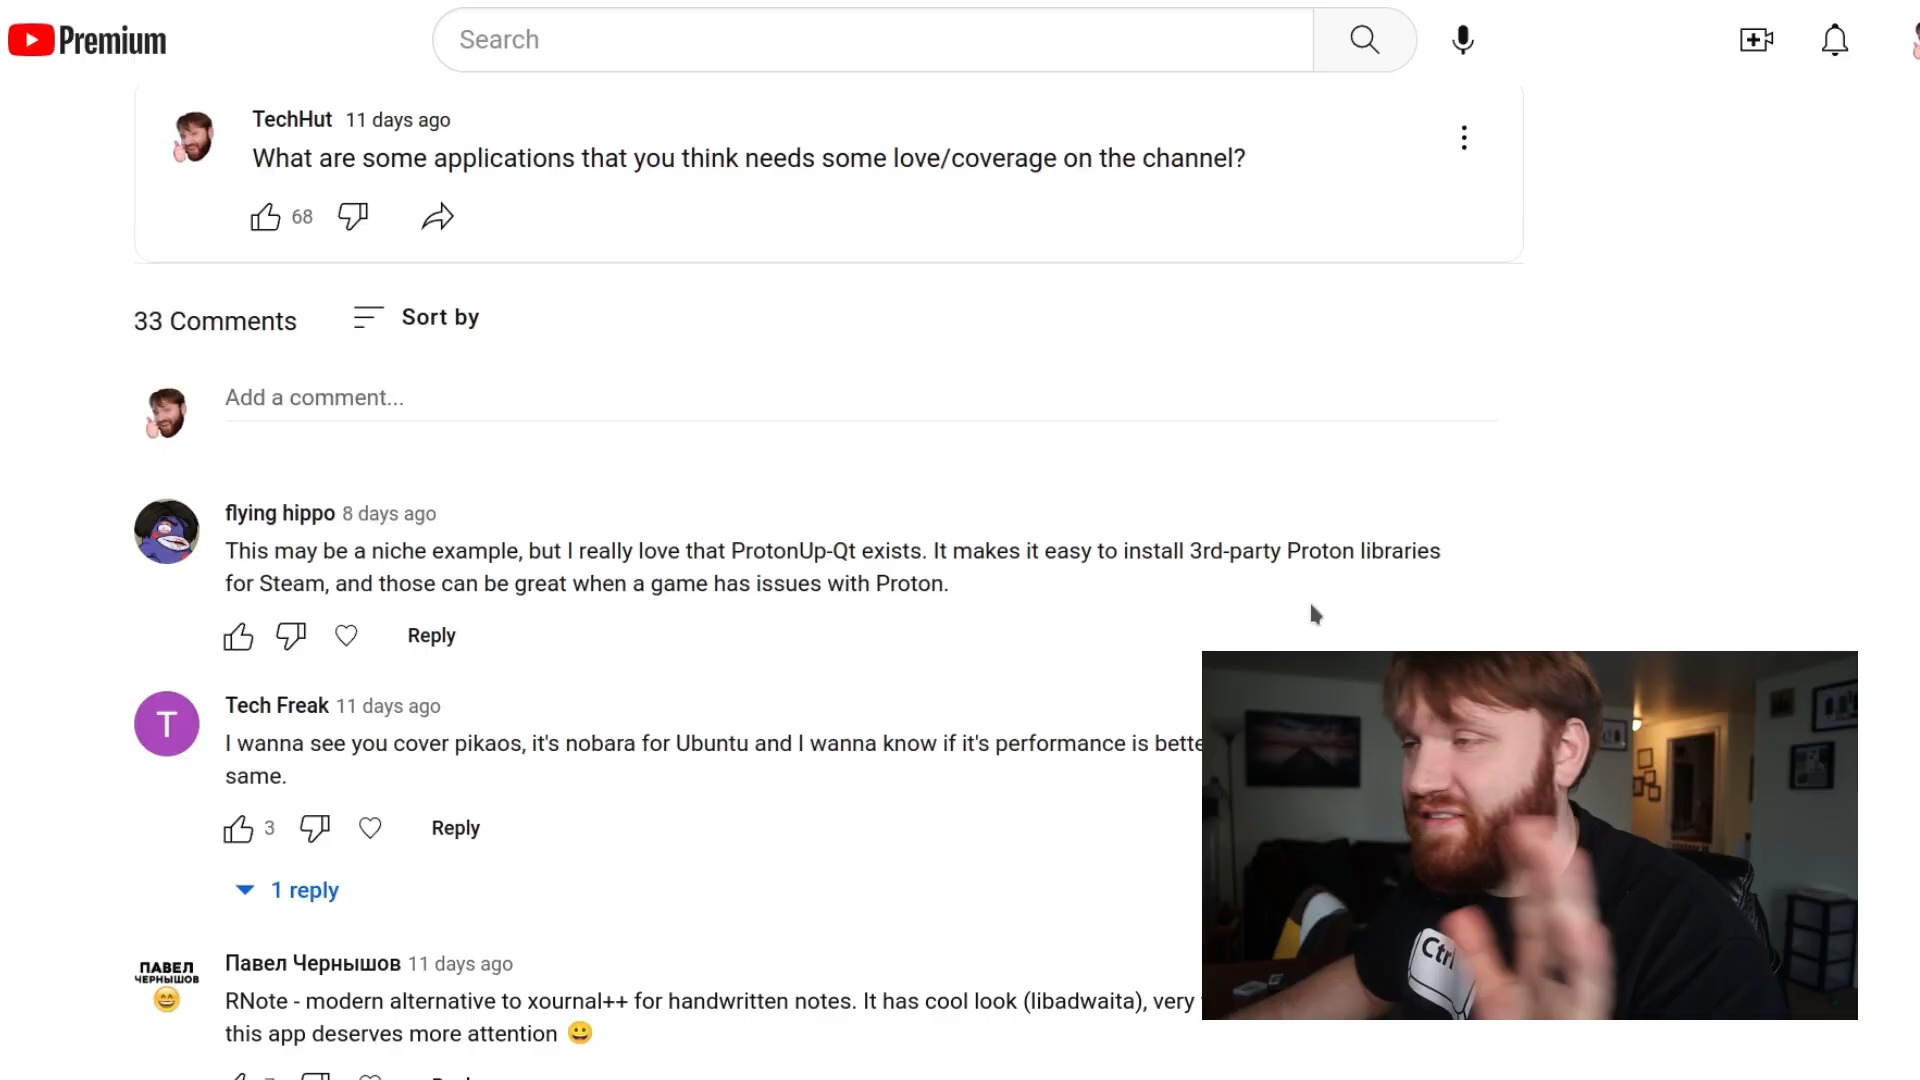 Premium
Search
TechHut 11 days ago
What are some applications that you think needs some love/coverage on the channel?
68
33 Comments
Sort by
Add a comment...
flying hippo 8 days ago
This may be a niche example, but I really love that ProtonUp-Qt exists. It makes it easy to install 3rd-party Proton libraries
for Steam, and those can be great when a game has issues with Proton.
Reply
T
Tech Freak 11 days ago
I wanna see you cover pikaos, it's nobara for Ubuntu and I wanna know if it's performance is bette
same.
3
Reply
1 reply
ПАВЕЛ
ЧЕРНЫШОВ
Павел Чернышов 11 days ago
RNote - modern alternative to xournal++ for handwritten notes. It has cool look (libadwaita), very
this app deserves more attention 😀
Ctrl